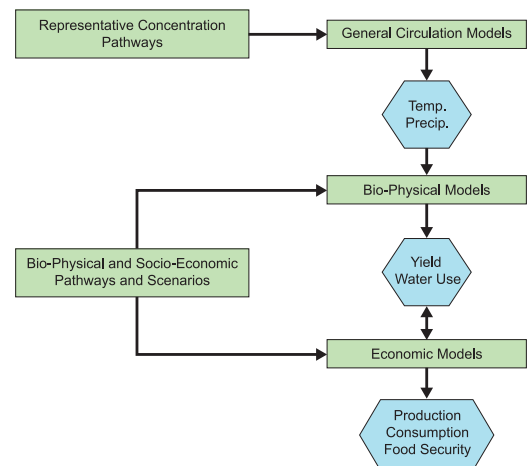 Representative Concentration
Pathways
General Circulation Models
Temp.
Precip.
Bio-Physical Models
Bio-Physical and Socio-Economic
Pathways and Scenarios
Yield
Water Use
Economic Models
Production
Consumption
Food Security